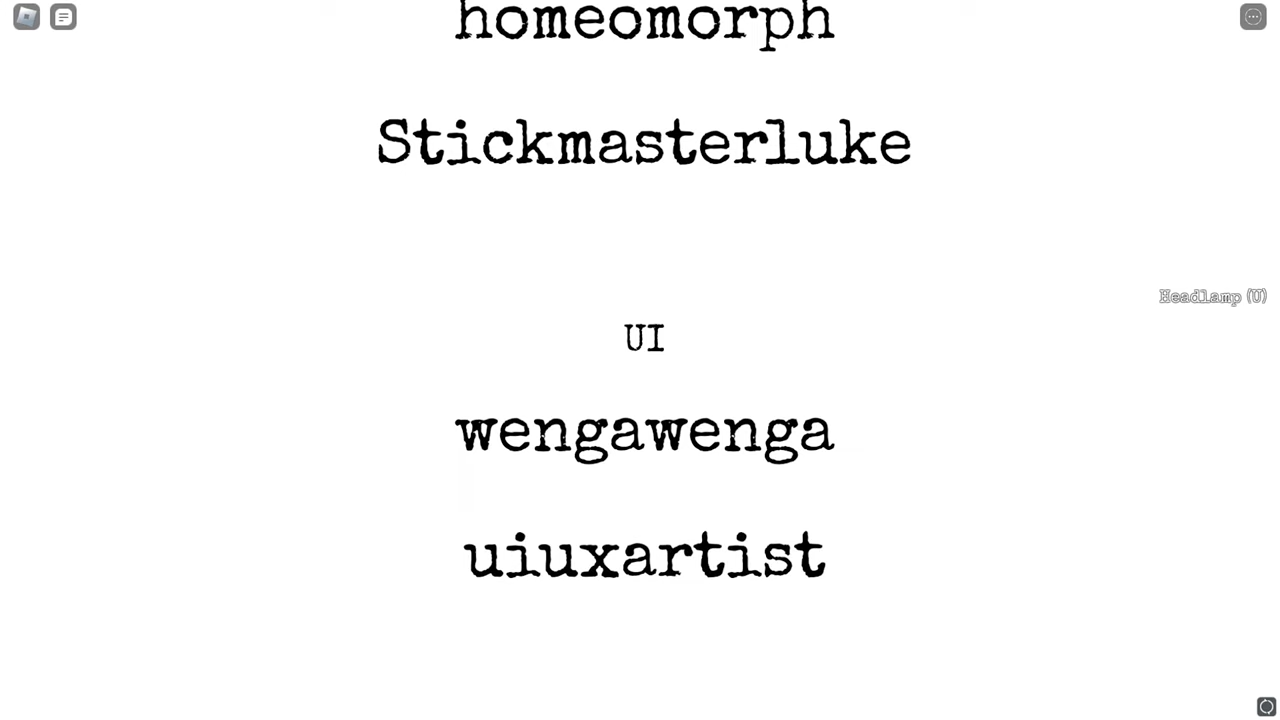 homeomorph
Stickmasterluke
Headlamp (U)
UI
wengawenga
uiuxartist